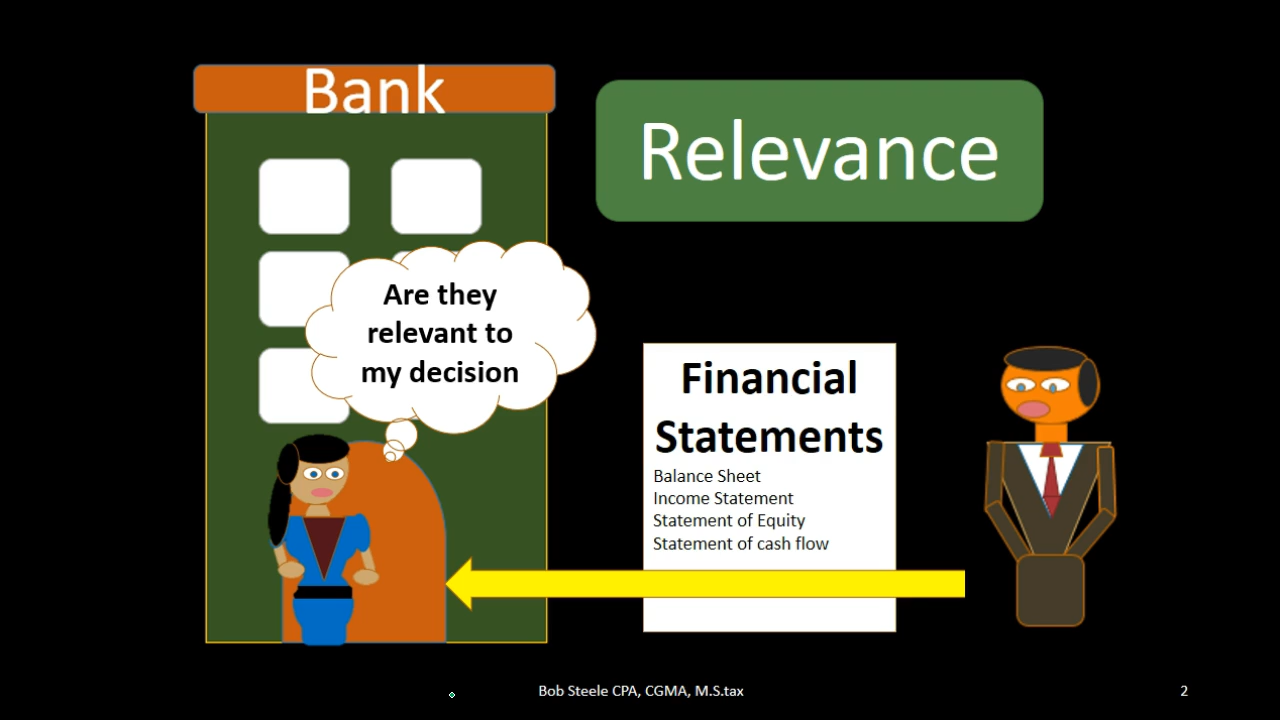 Bank
Relevance
Are they
relevant to
my decision
Financial
Statements
Balance Sheet
Income Statement
Statement of Equity
Statement of cash flow
Bob Steele CPA, CGMA, M.S.tax
2